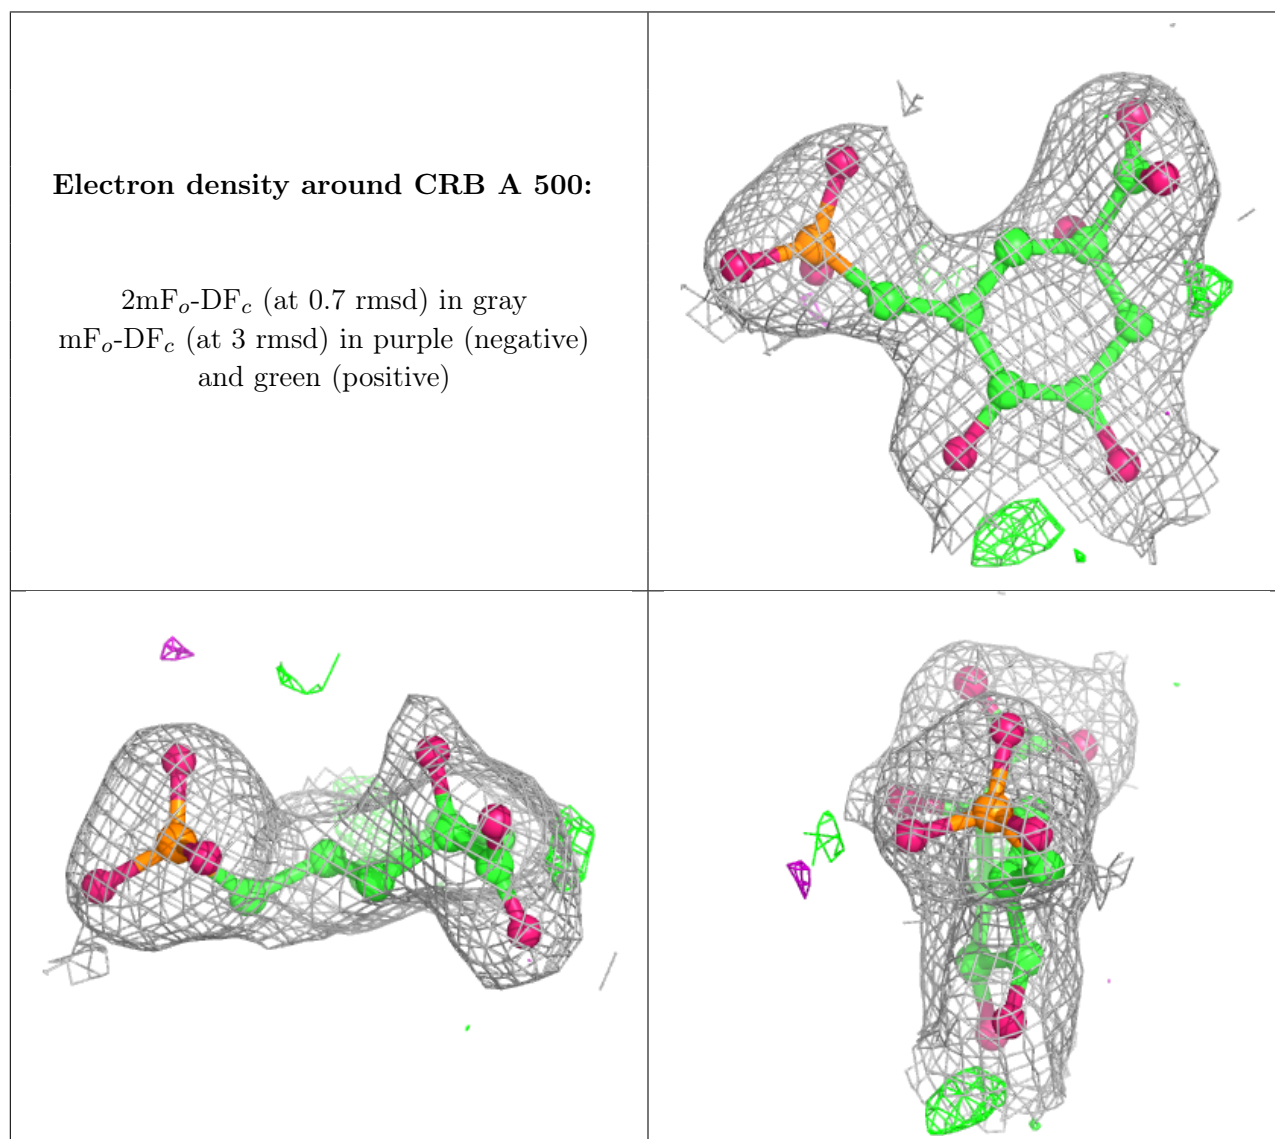 Electron density around CRB A 500:
2mFₒ-DF𝒸 (at 0.7 rmsd) in gray
mFₒ-DF𝒸 (at 3 rmsd) in purple (negative)
and green (positive)